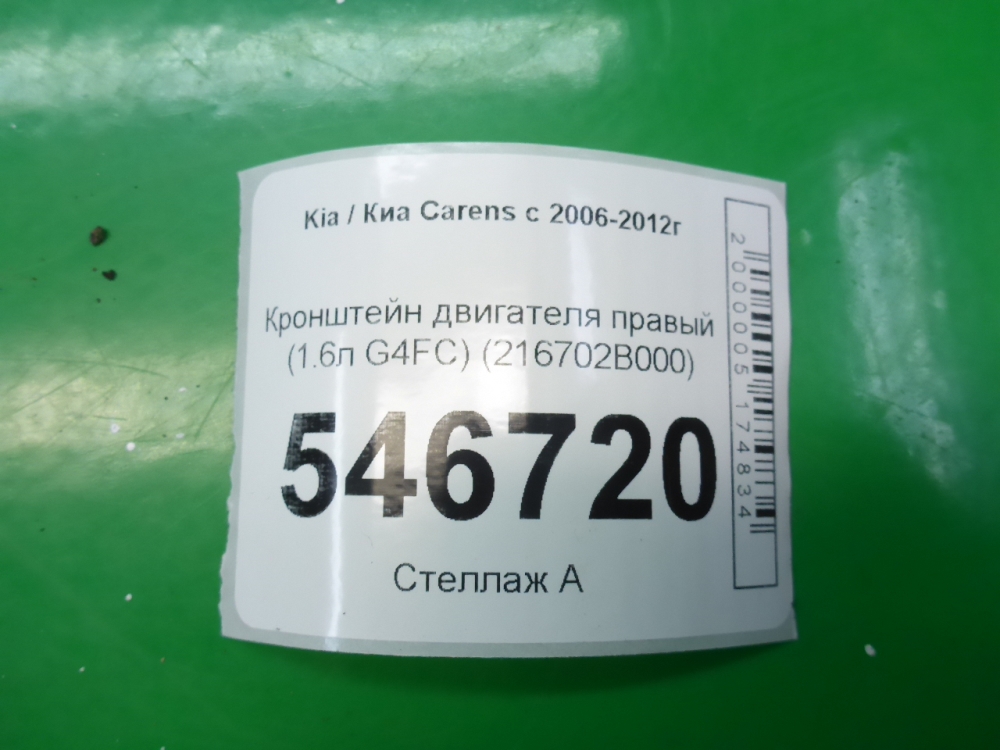 Kia / Киа Carens с 2006-2012г
Кронштейн двигателя правый
(1.6л G4FC) (216702B000)
546720
Стеллаж А
2000005174834